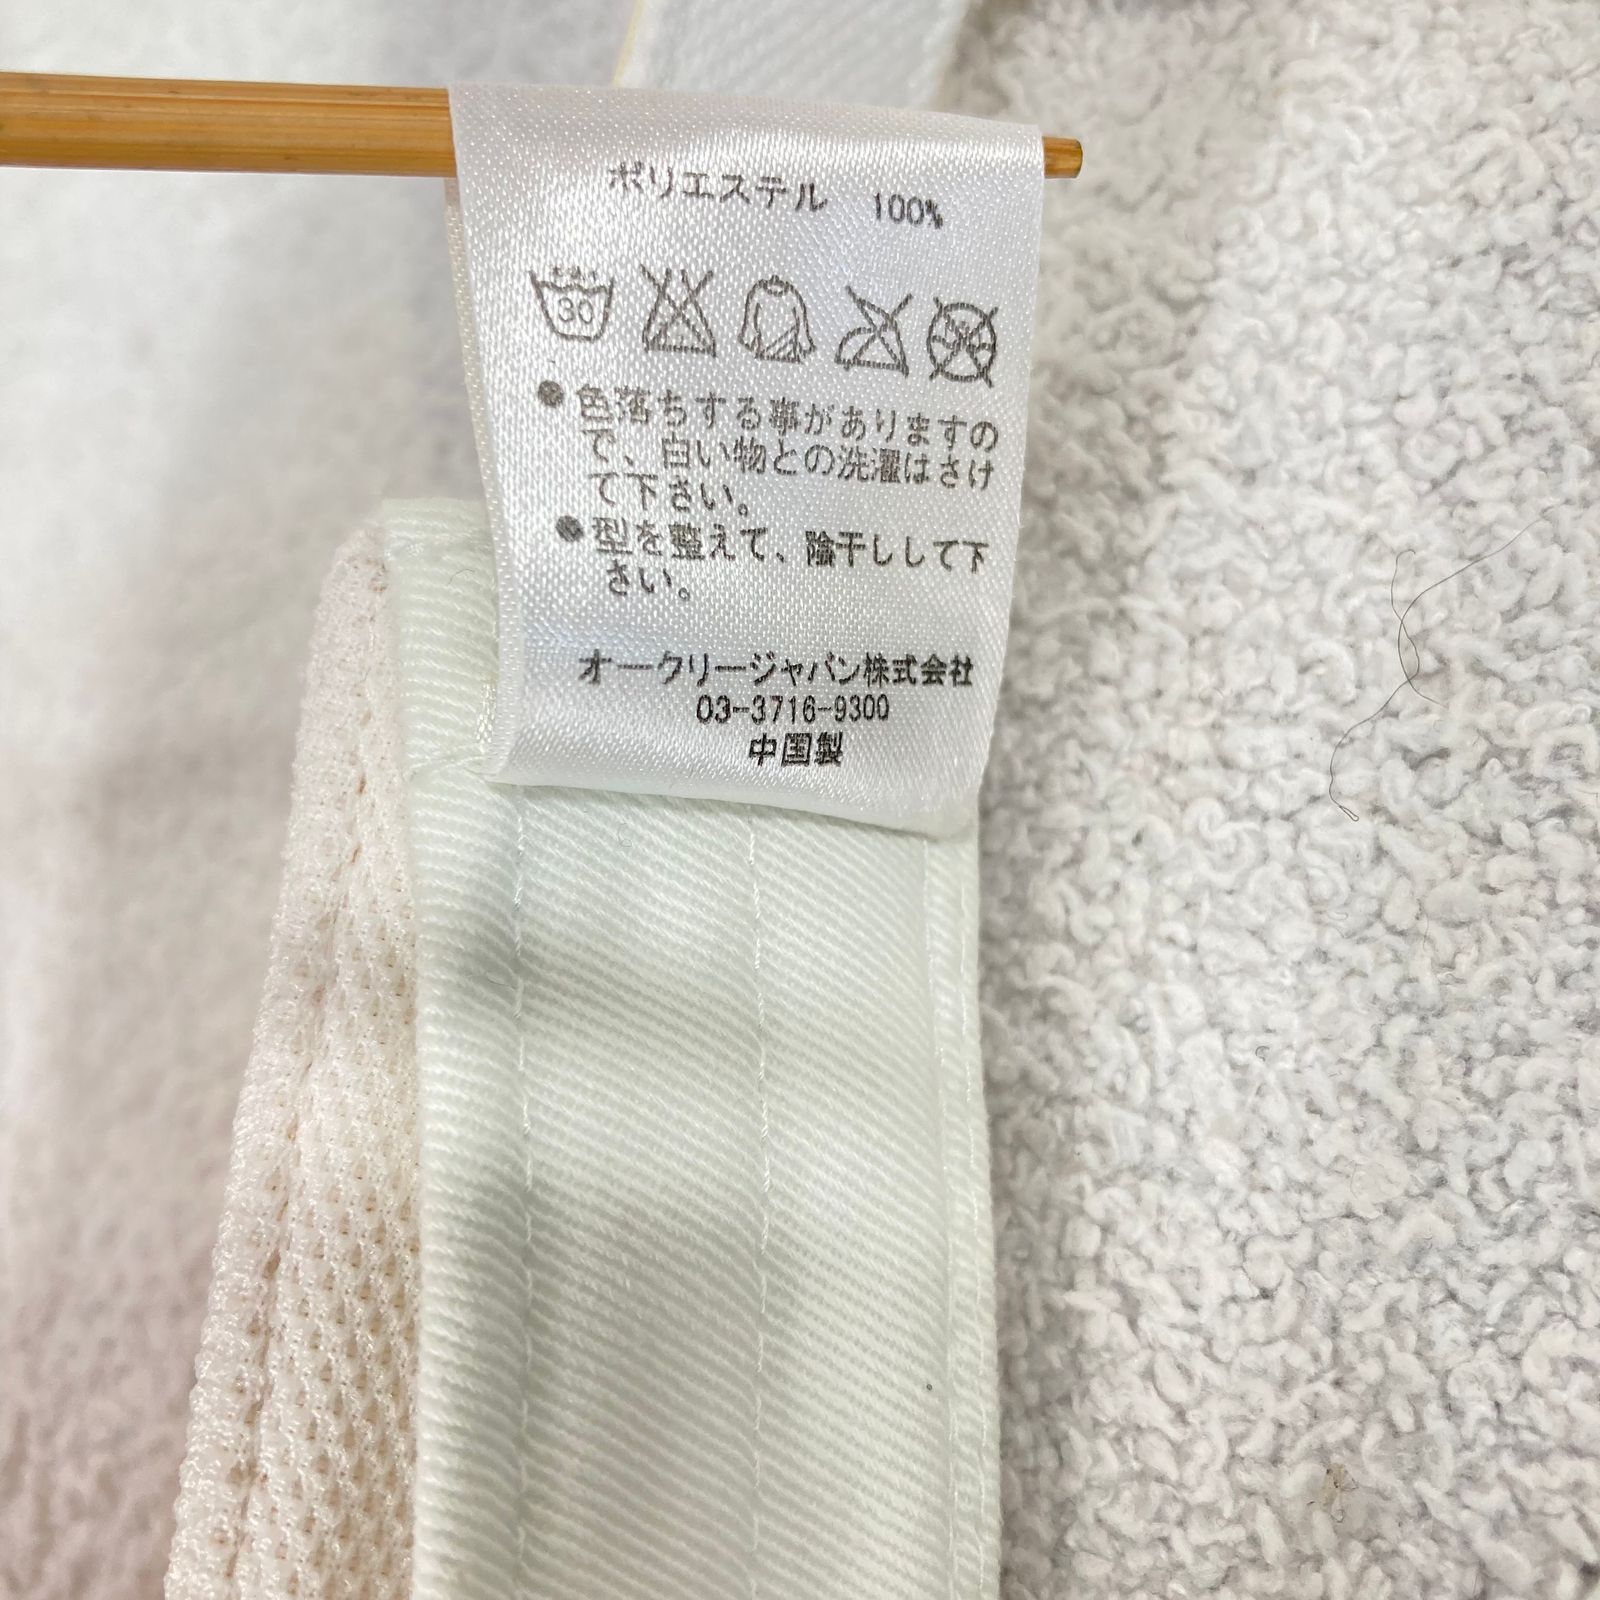 ポリエステル 100%
30
●色落ちする事がありますの
で、白い物との洗濯はさけ
て下さい。
●型を整えて、陰干しして下
さい。
オークリージャパン株式会社
03-3716-9300
中国製